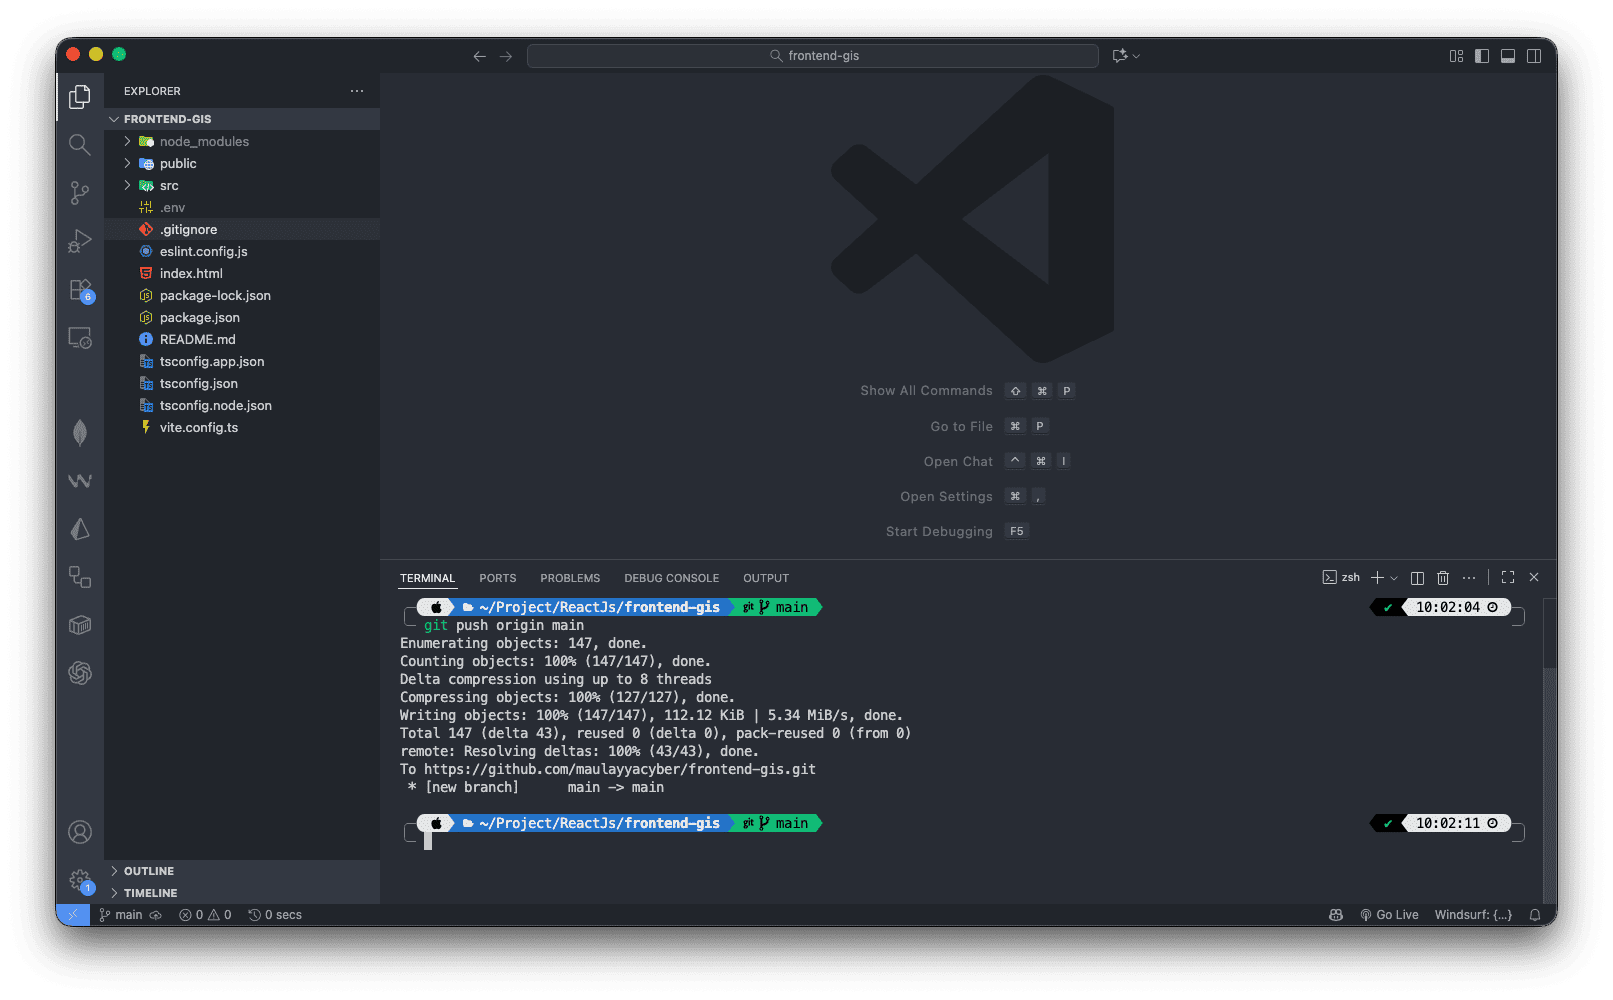 frontend-gis
EXPLORER
FRONTEND-GIS
node_modules
public
src
.env
.gitignore
eslint.config.js
index.html
package-lock.json
package.json
README.md
tsconfig.app.json
tsconfig.json
tsconfig.node.json
vite.config.ts
6
OUTLINE
TIMELINE
1
Show All Commands ⇧ ⌘ P
Go to File ⌘ P
Open Chat ^ ⌘ I
Open Settings ⌘ ,
Start Debugging F5
TERMINAL PORTS PROBLEMS DEBUG CONSOLE OUTPUT zsh
~/Project/ReactJs/frontend-gis git main ✔ 10:02:04
git push origin main
Enumerating objects: 147, done.
Counting objects: 100% (147/147), done.
Delta compression using up to 8 threads
Compressing objects: 100% (127/127), done.
Writing objects: 100% (147/147), 112.12 KiB | 5.34 MiB/s, done.
Total 147 (delta 43), reused 0 (delta 0), pack-reused 0 (from 0)
remote: Resolving deltas: 100% (43/43), done.
To https://github.com/maulayyacyber/frontend-gis.git
* [new branch] main -> main
~/Project/ReactJs/frontend-gis git main ✔ 10:02:11
main 0 0 0 secs Go Live Windsurf: {...}